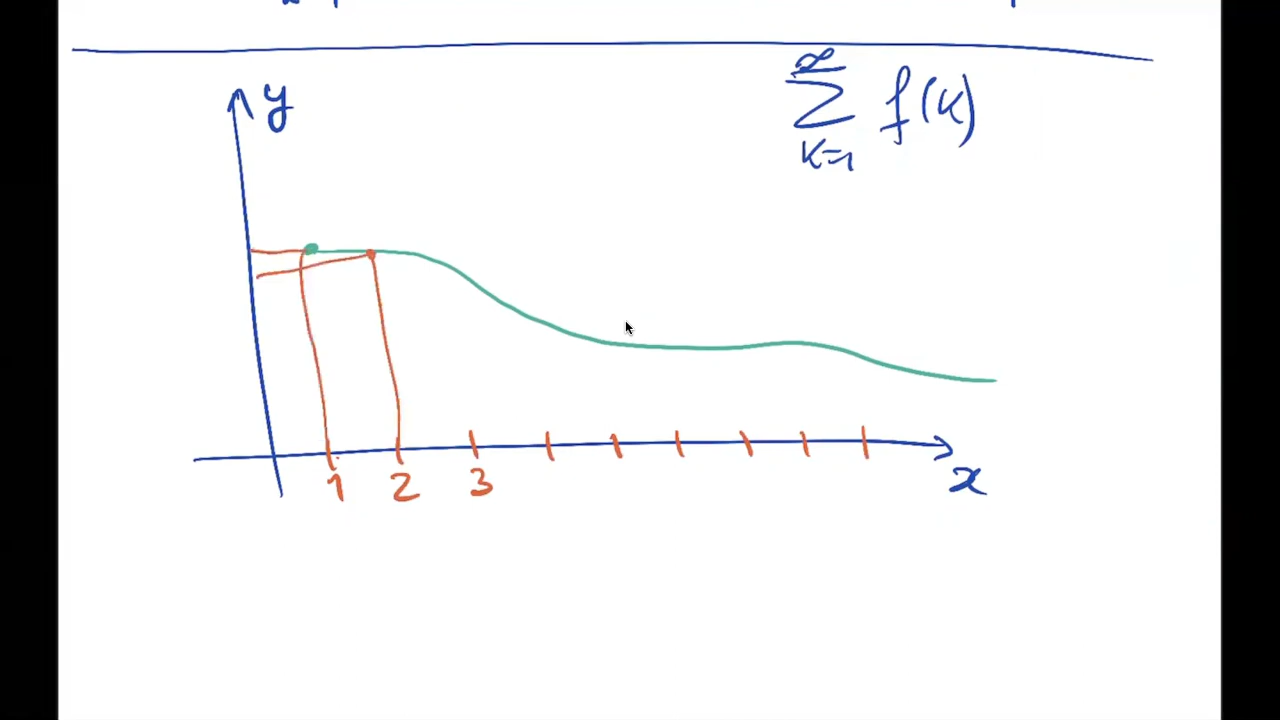 ∞
Σ f(k)
k=1
y
1 2 3
x